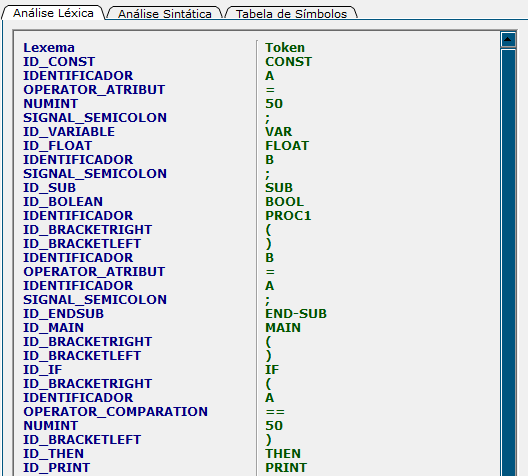 Análise Léxica Análise Sintática Tabela de Símbolos
Lexema Token
ID_CONST CONST
IDENTIFICADOR A
OPERATOR_ATRIBUT =
NUMINT 50
SIGNAL_SEMICOLON ;
ID_VARIABLE VAR
ID_FLOAT FLOAT
IDENTIFICADOR B
SIGNAL_SEMICOLON ;
ID_SUB SUB
ID_BOLEAN BOOL
IDENTIFICADOR PROC1
ID_BRACKETRIGHT (
ID_BRACKETLEFT )
IDENTIFICADOR B
OPERATOR_ATRIBUT =
IDENTIFICADOR A
SIGNAL_SEMICOLON ;
ID_ENDSUB END-SUB
ID_MAIN MAIN
ID_BRACKETRIGHT (
ID_BRACKETLEFT )
ID_IF IF
ID_BRACKETRIGHT (
IDENTIFICADOR A
OPERATOR_COMPARATION ==
NUMINT 50
ID_BRACKETLEFT )
ID_THEN THEN
ID_PRINT PRINT